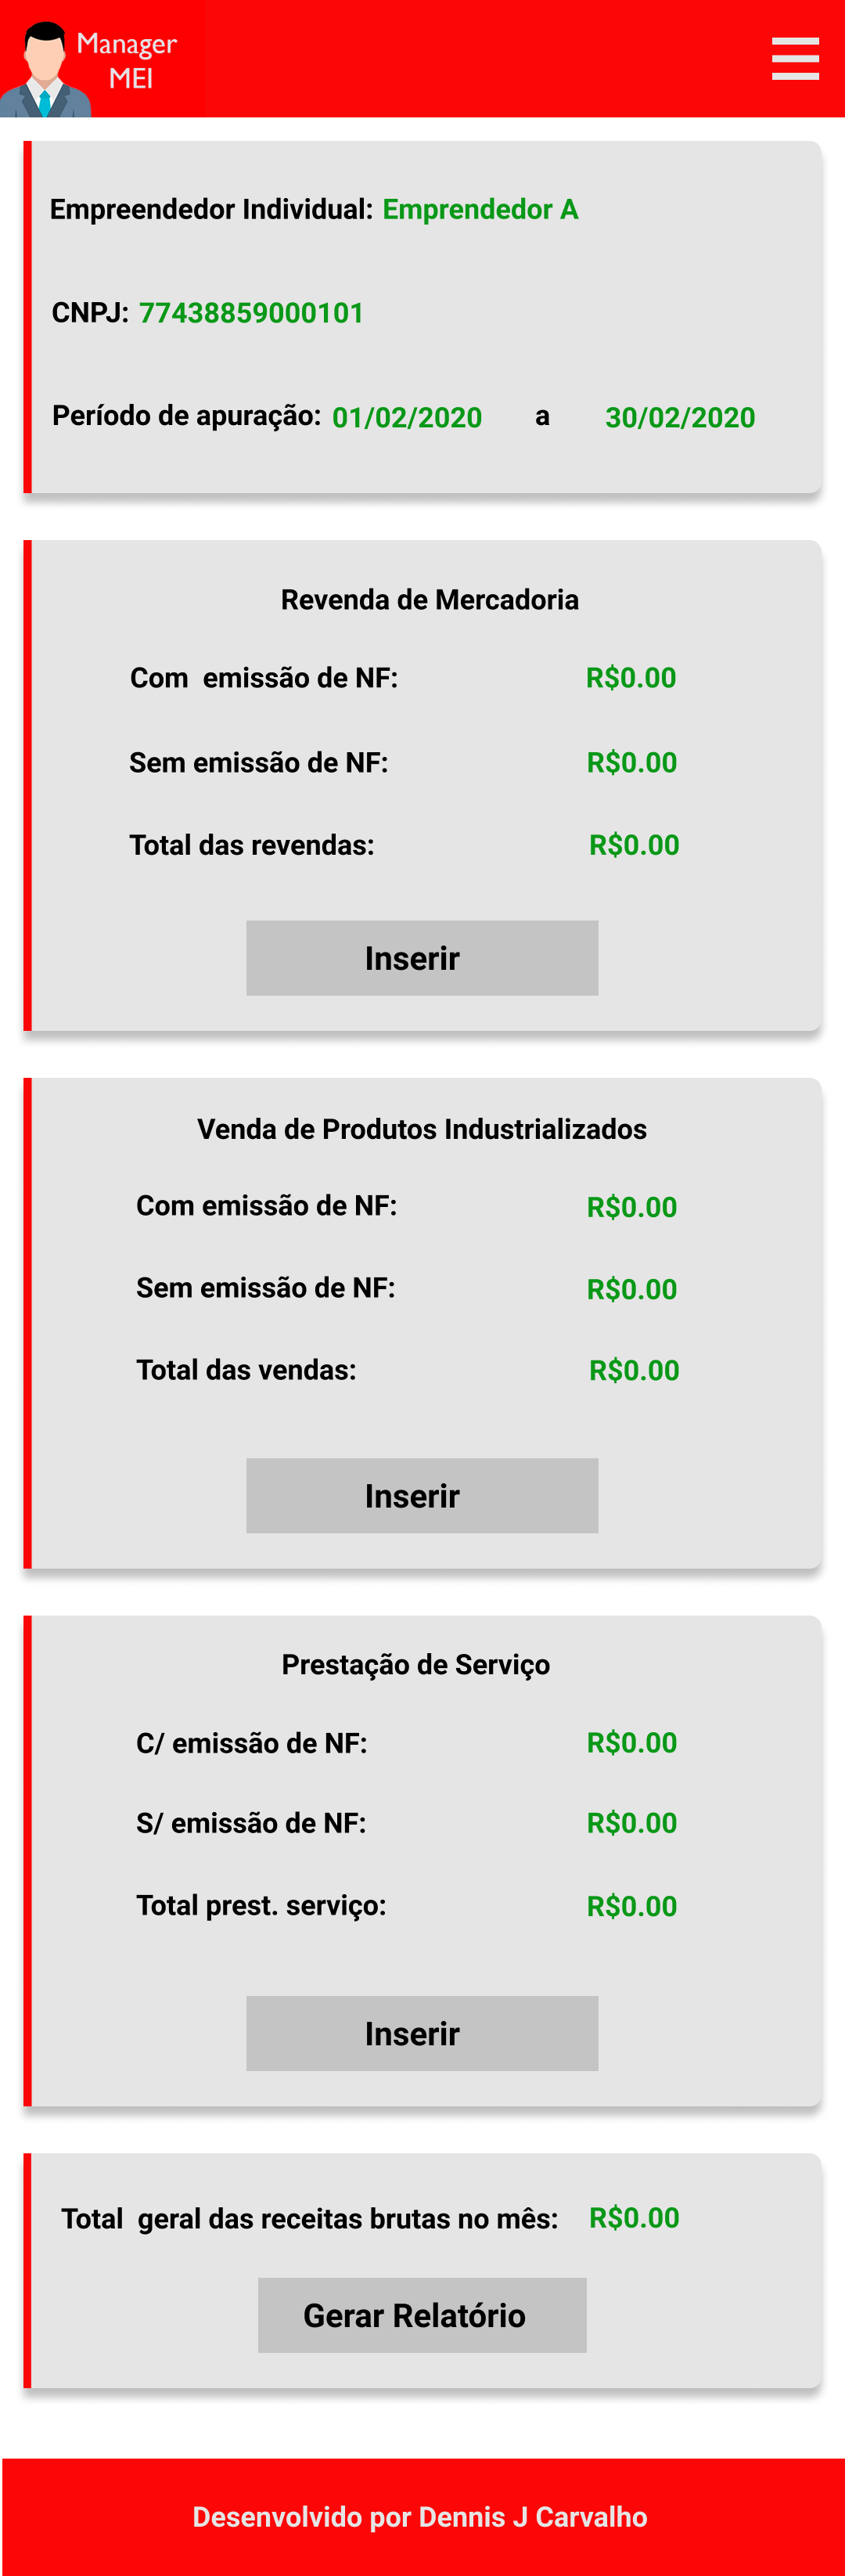 Manager
MEI
Empreendedor Individual: Emprendedor A
CNPJ: 77438859000101
Período de apuração: 01/02/2020 a 30/02/2020
Revenda de Mercadoria
Com emissão de NF: R$0.00
Sem emissão de NF: R$0.00
Total das revendas: R$0.00
Inserir
Venda de Produtos Industrializados
Com emissão de NF: R$0.00
Sem emissão de NF: R$0.00
Total das vendas: R$0.00
Inserir
Prestação de Serviço
C/ emissão de NF: R$0.00
S/ emissão de NF: R$0.00
Total prest. serviço: R$0.00
Inserir
Total geral das receitas brutas no mês: R$0.00
Gerar Relatório
Desenvolvido por Dennis J Carvalho